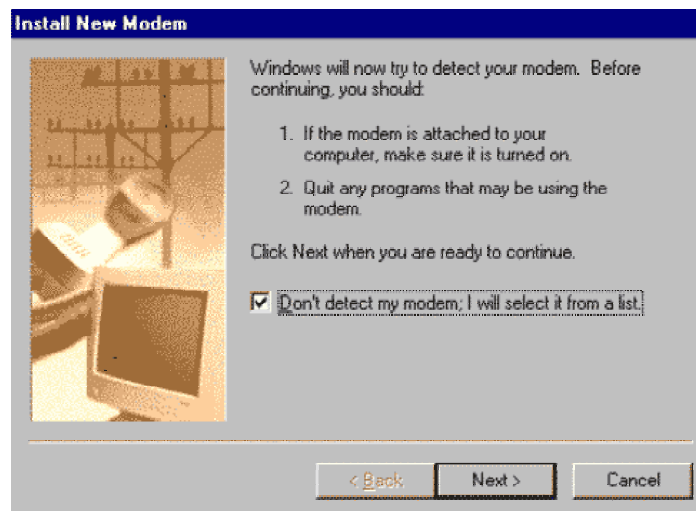 Install New Modem
Windows will now try to detect your modem. Before
continuing, you should:
1. If the modem is attached to your
computer, make sure it is turned on.
2. Quit any programs that may be using the
modem.
Click Next when you are ready to continue.
Don't detect my modem; I will select it from a list.
< Back
Next >
Cancel